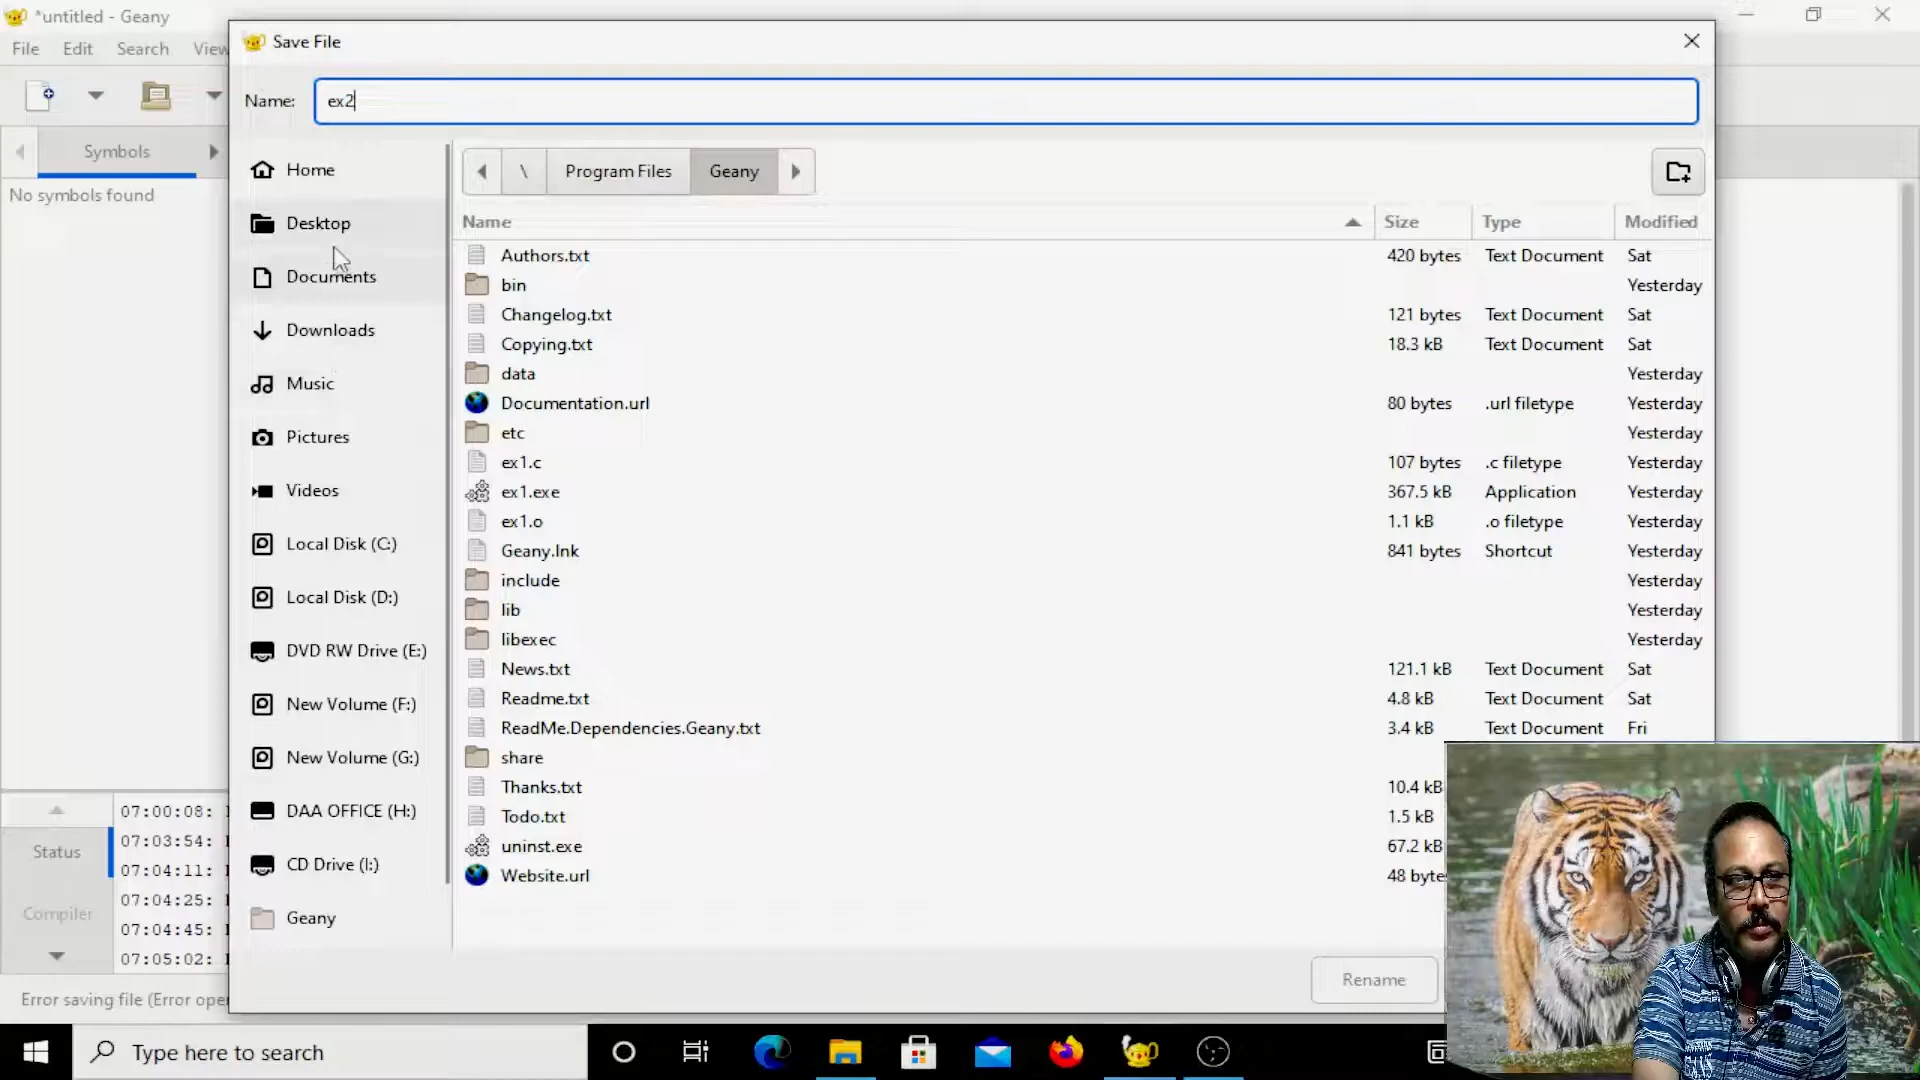 *untitled - Geany
File Edit Search View
Save File
Name: ex2
Symbols
No symbols found
Home
Desktop
Documents
Downloads
Music
Pictures
Videos
Local Disk (C:)
Local Disk (D:)
DVD RW Drive (E:)
New Volume (F:)
New Volume (G:)
DAA OFFICE (H:)
CD Drive (I:)
Geany
\ Program Files Geany
Name Size Type Modified
Authors.txt 420 bytes Text Document Sat
bin Yesterday
Changelog.txt 121 bytes Text Document Sat
Copying.txt 18.3 kB Text Document Sat
data Yesterday
Documentation.url 80 bytes .url filetype Yesterday
etc Yesterday
ex1.c 107 bytes .c filetype Yesterday
ex1.exe 367.5 kB Application Yesterday
ex1.o 1.1 kB .o filetype Yesterday
Geany.lnk 841 bytes Shortcut Yesterday
include Yesterday
lib Yesterday
libexec Yesterday
News.txt 121.1 kB Text Document Sat
Readme.txt 4.8 kB Text Document Sat
ReadMe.Dependencies.Geany.txt 3.4 kB Text Document Fri
share
Thanks.txt 10.4 kB
Todo.txt 1.5 kB
uninst.exe 67.2 kB
Website.url 48 byte
Rename
Status
Compiler
07:00:08:
07:03:54:
07:04:11:
07:04:25:
07:04:45:
07:05:02:
Error saving file (Error ope
Type here to search